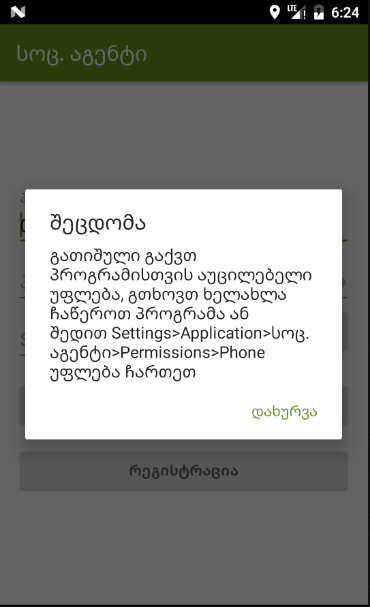 LTE
6:24
სოც. აგენტი
შეცდომა
გათიშული გაქვთ
პროგრამისთვის აუცილებელი
უფლება, გთხოვთ ხელახლა
ჩაწეროთ პროგრამა ან
შედით Settings>Application>სოც.
აგენტი>Permissions>Phone
უფლება ჩართეთ
დახურვა
რეგისტრაცია